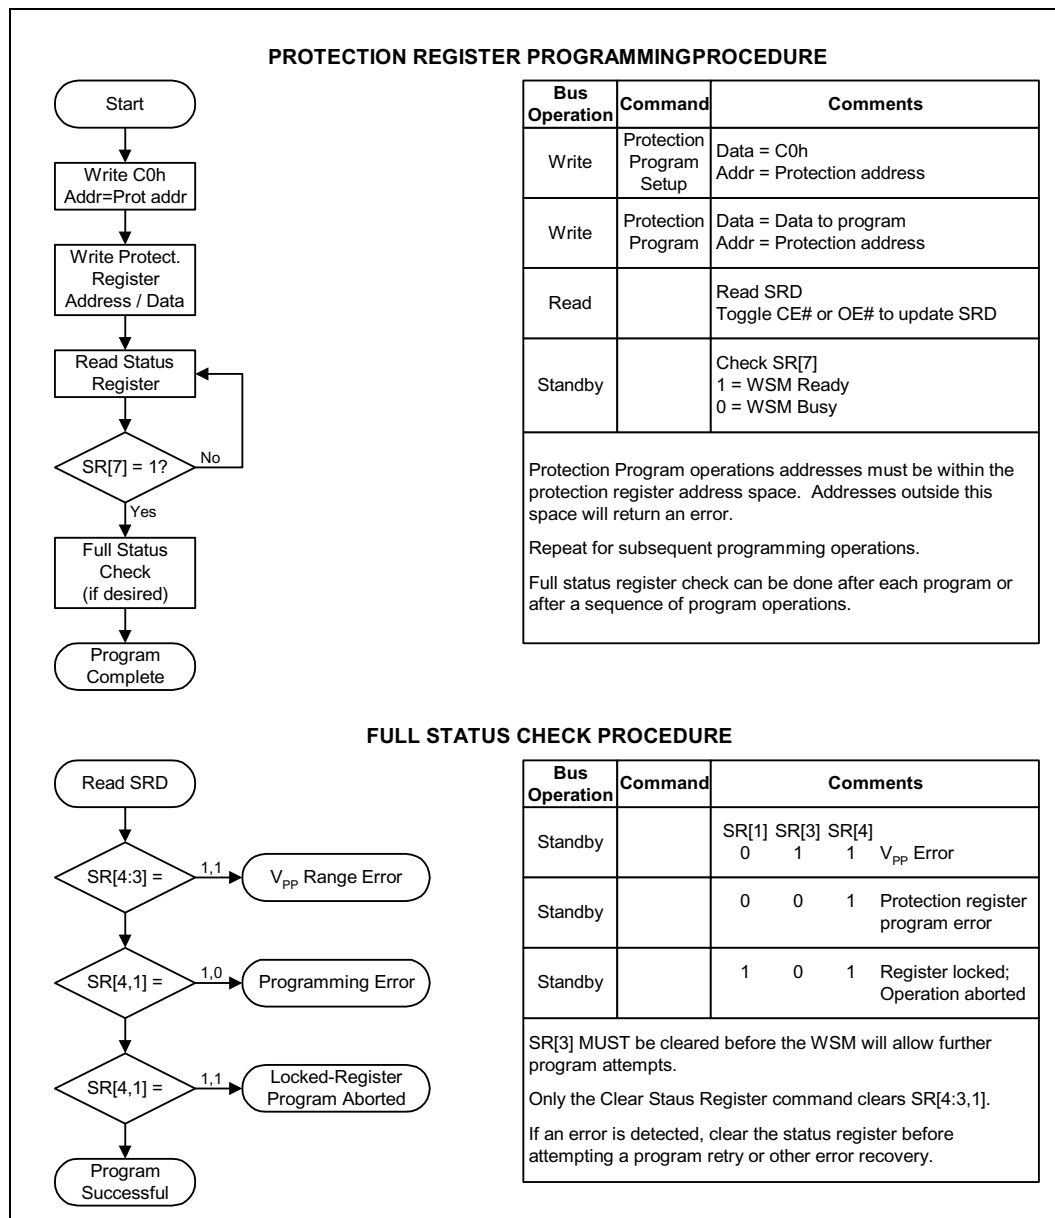 PROTECTION REGISTER PROGRAMMINGPROCEDURE
Start
Write C0h
Addr=Prot addr
Write Protect.
Register
Address / Data
Read Status
Register
SR[7] = 1?
No
Yes
Full Status
Check
(if desired)
Program
Complete
Bus
Operation
Command
Comments
Write
Protection
Program
Setup
Data = C0h
Addr = Protection address
Write
Protection
Program
Data = Data to program
Addr = Protection address
Read
Read SRD
Toggle CE# or OE# to update SRD
Standby
Check SR[7]
1 = WSM Ready
0 = WSM Busy
Protection Program operations addresses must be within the
protection register address space. Addresses outside this
space will return an error.
Repeat for subsequent programming operations.
Full status register check can be done after each program or
after a sequence of program operations.
FULL STATUS CHECK PROCEDURE
Read SRD
SR[4:3] =
1,1
V_PP Range Error
SR[4,1] =
1,0
Programming Error
SR[4,1] =
1,1
Locked-Register
Program Aborted
Program
Successful
Bus
Operation
Command
Comments
Standby
SR[1] SR[3] SR[4]
0 1 1 V_PP Error
Standby
0 0 1 Protection register
program error
Standby
1 0 1 Register locked;
Operation aborted
SR[3] MUST be cleared before the WSM will allow further
program attempts.
Only the Clear Staus Register command clears SR[4:3,1].
If an error is detected, clear the status register before
attempting a program retry or other error recovery.